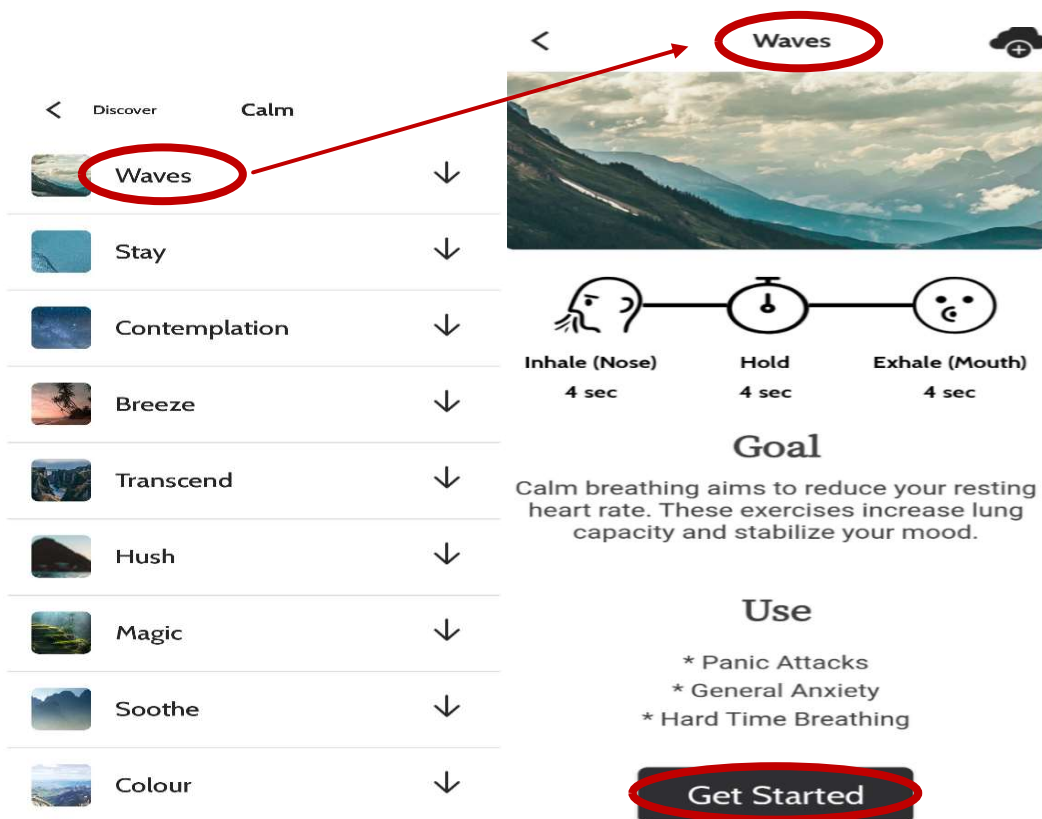 Discover Calm
Waves
Stay
Contemplation
Breeze
Transcend
Hush
Magic
Soothe
Colour
Waves
Inhale (Nose) Hold Exhale (Mouth)
4 sec 4 sec 4 sec
Goal
Calm breathing aims to reduce your resting
heart rate. These exercises increase lung
capacity and stabilize your mood.
Use
* Panic Attacks
* General Anxiety
* Hard Time Breathing
Get Started